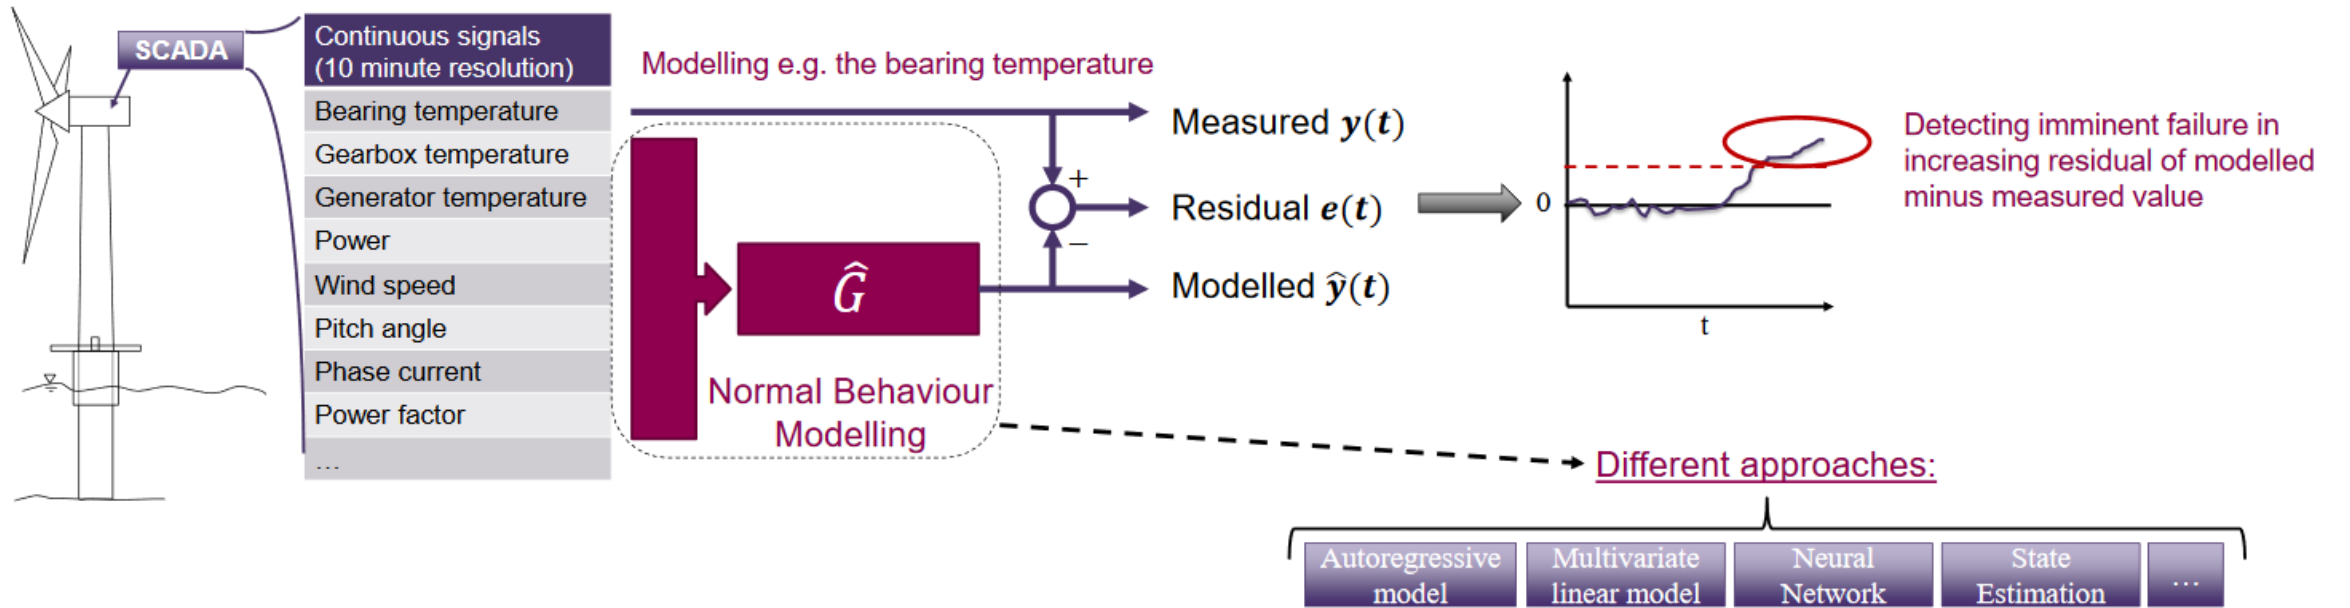 SCADA
Continuous signals
(10 minute resolution)
Bearing temperature
Gearbox temperature
Generator temperature
Power
Wind speed
Pitch angle
Phase current
Power factor
...
Modelling e.g. the bearing temperature
Measured y(t)
+
Residual e(t)
−
Modelled ŷ(t)
Ĝ
Normal Behaviour
Modelling
0
t
Detecting imminent failure in
increasing residual of modelled
minus measured value
Different approaches:
Autoregressive
model
Multivariate
linear model
Neural
Network
State
Estimation
...